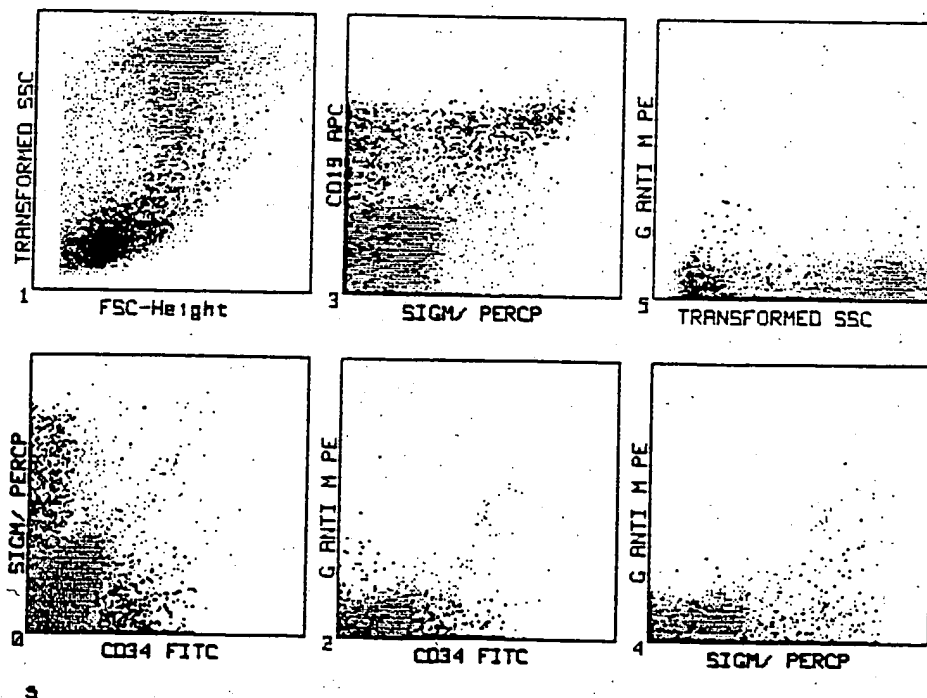 TRANSFORMED SSC
1
FSC-Height
CD19 APC
3
SIGM/ PERCP
G ANTI M PE
5
TRANSFORMED SSC
SIGM/ PERCP
0
CD34 FITC
G ANTI M PE
2
CD34 FITC
G ANTI M PE
4
SIGM/ PERCP